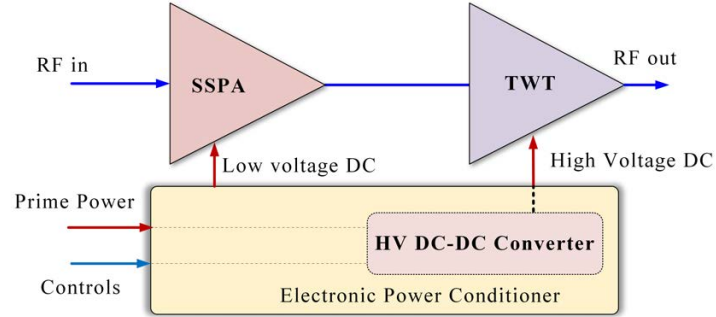 RF in
SSPA
TWT
RF out
Low voltage DC
High Voltage DC
Prime Power
HV DC-DC Converter
Controls
Electronic Power Conditioner